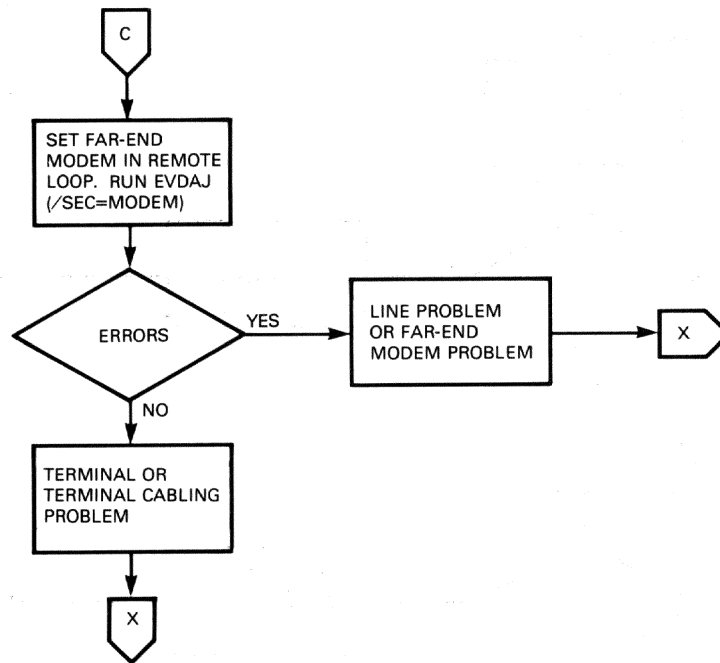 C
SET FAR-END
MODEM IN REMOTE
LOOP. RUN EVDAJ
(/SEC=MODEM)
ERRORS
YES
LINE PROBLEM
OR FAR-END
MODEM PROBLEM
X
NO
TERMINAL OR
TERMINAL CABLING
PROBLEM
X